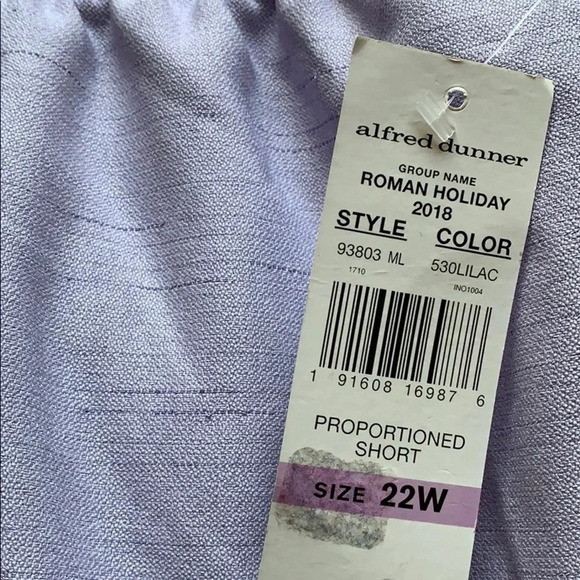 alfred dunner
GROUP NAME
ROMAN HOLIDAY
2018
STYLE COLOR
93803 ML 530LILAC
1710 INO1004
1 91608 16987 6
PROPORTIONED
SHORT
SIZE 22W